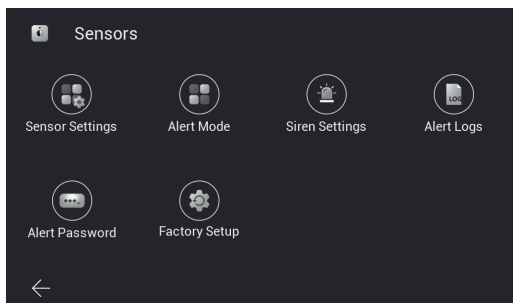 Sensors
Sensor Settings
Alert Mode
Siren Settings
LOG
Alert Logs
***_
Alert Password
Factory Setup